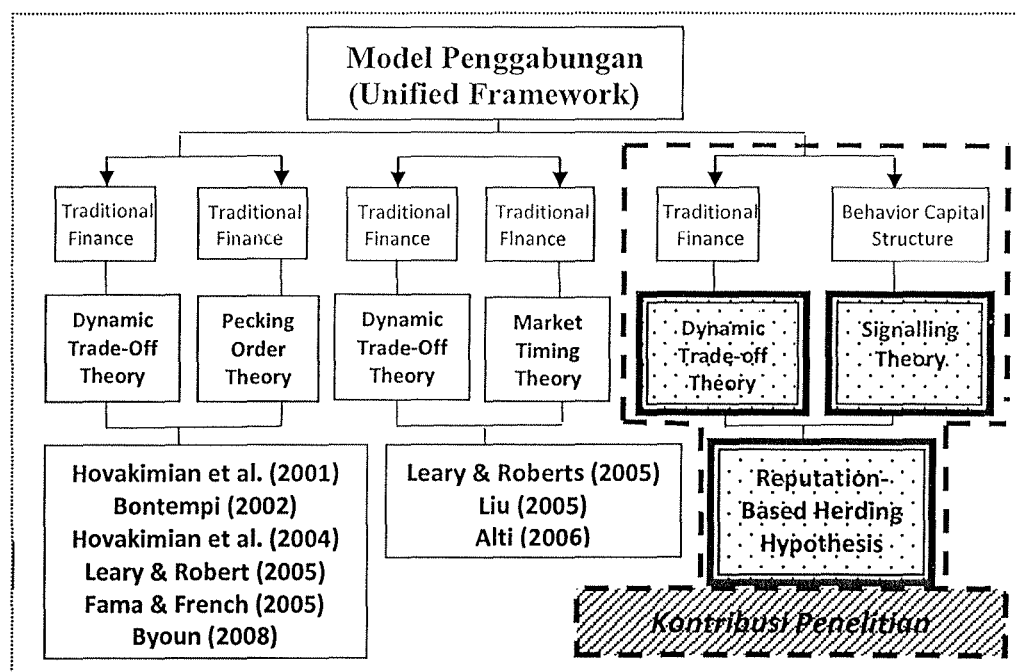 Model Penggabungan
(Unified Framework)
Traditional
Finance
Traditional
Finance
Traditional
Finance
Traditional
Finance
Traditional
Finance
Behavior Capital
Structure
Dynamic
Trade-Off
Theory
Pecking
Order
Theory
Dynamic
Trade-Off
Theory
Market
Timing
Theory
Dynamic
Trade-off
Theory
Signalling
Theory
Hovakimian et al. (2001)
Bontempi (2002)
Hovakimian et al. (2004)
Leary & Robert (2005)
Fama & French (2005)
Byoun (2008)
Leary & Roberts (2005)
Liu (2005)
Alti (2006)
Reputation-
Based Herding
Hypothesis
Kontribusi Penelitian